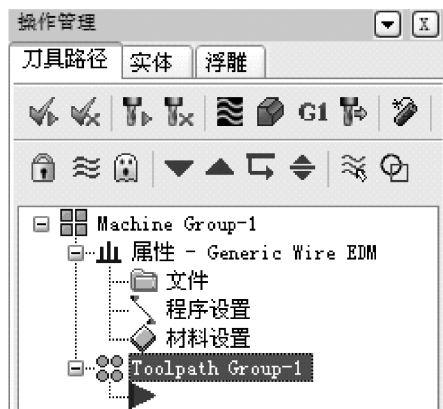 操作管理
刀具路径 实体 浮雕
G1
Machine Group-1
属性 - Generic Wire EDM
文件
程序设置
材料设置
Toolpath Group-1